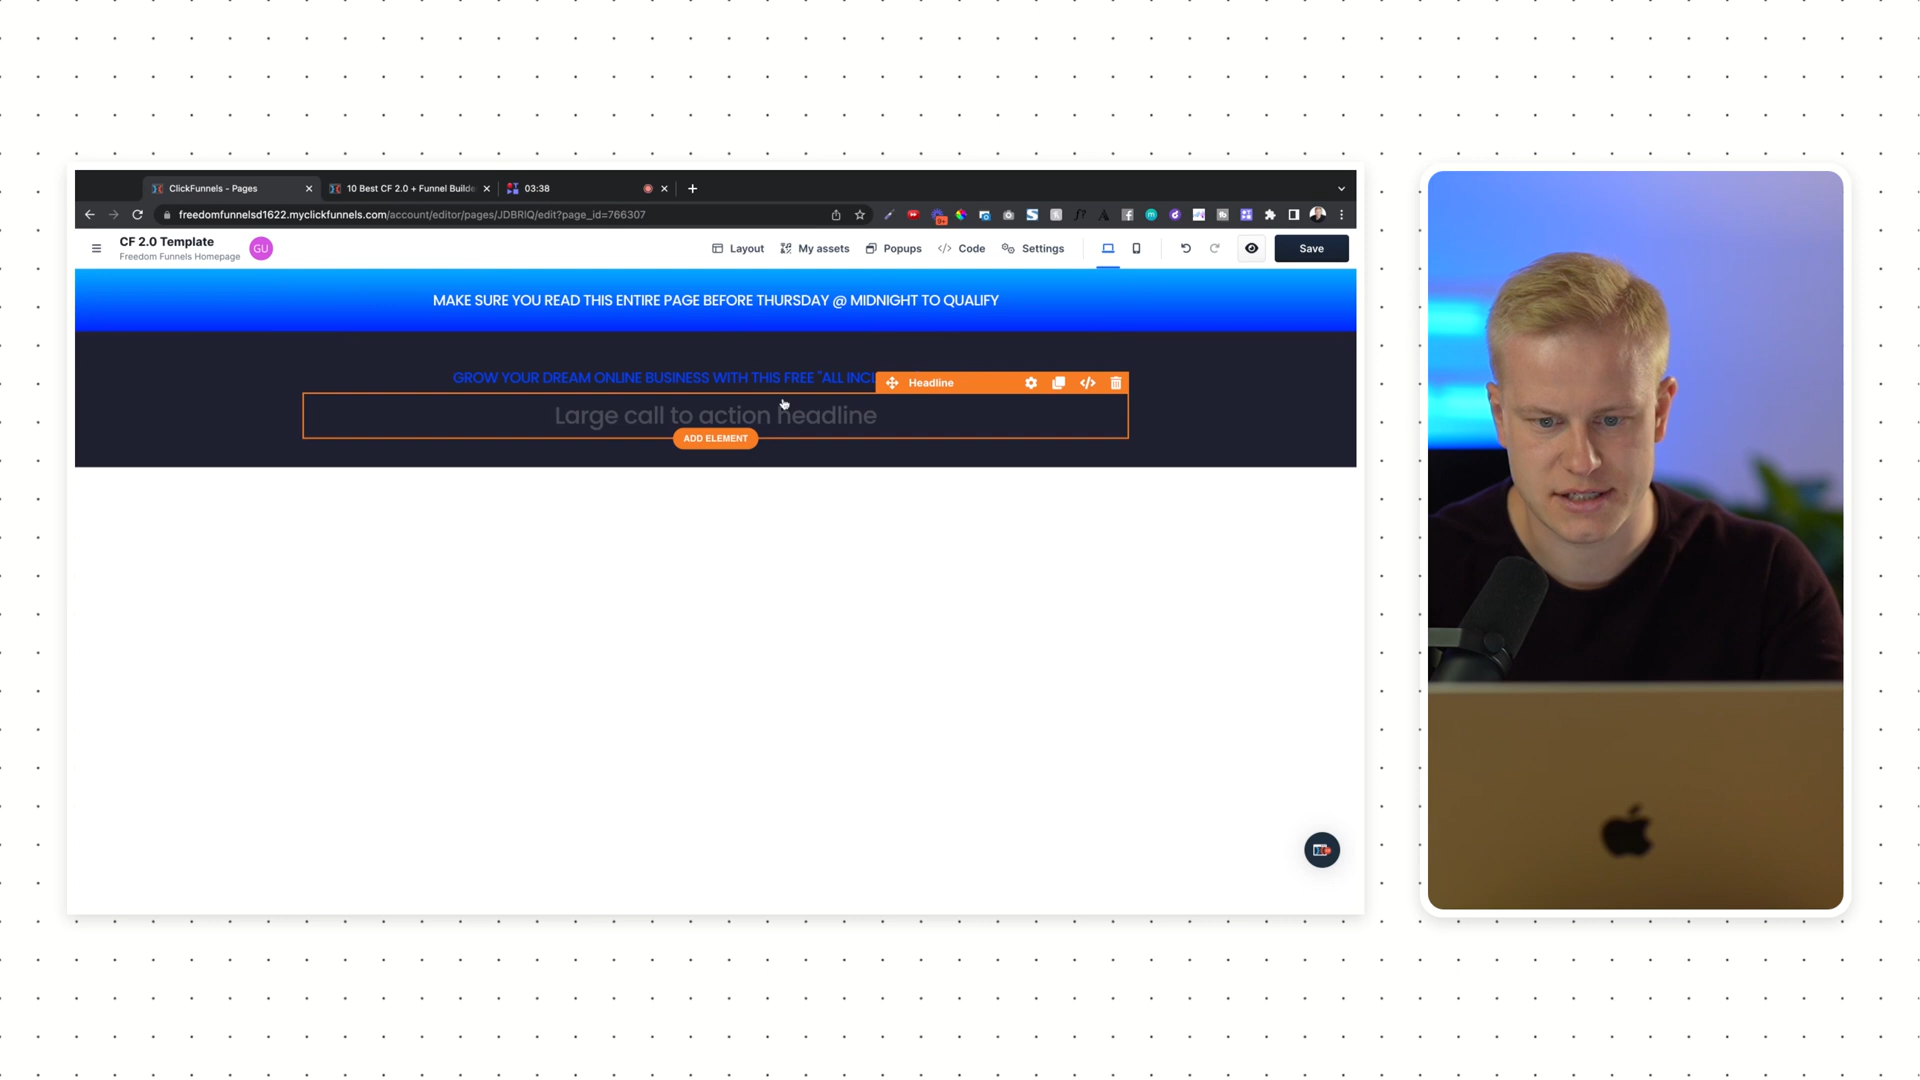 ClickFunnels - Pages
10 Best CF 2.0 + Funnel Builde
03:38
freedomfunnelsd1622.myclickfunnels.com/account/editor/pages/JDBRIQ/edit?page_id=766307
9+
CF 2.0 Template
Freedom Funnels Homepage
GU
Layout
My assets
Popups
Code
Settings
Save
MAKE SURE YOU READ THIS ENTIRE PAGE BEFORE THURSDAY @ MIDNIGHT TO QUALIFY
GROW YOUR DREAM ONLINE BUSINESS WITH THIS FREE "ALL INCL
Headline
Large call to action headline
ADD ELEMENT